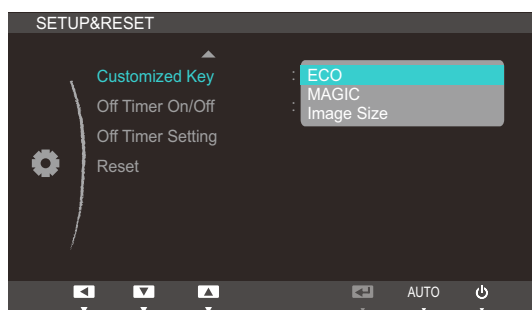 SETUP&RESET
Customized Key : ECO
MAGIC
Off Timer On/Off : Image Size
Off Timer Setting
Reset
AUTO